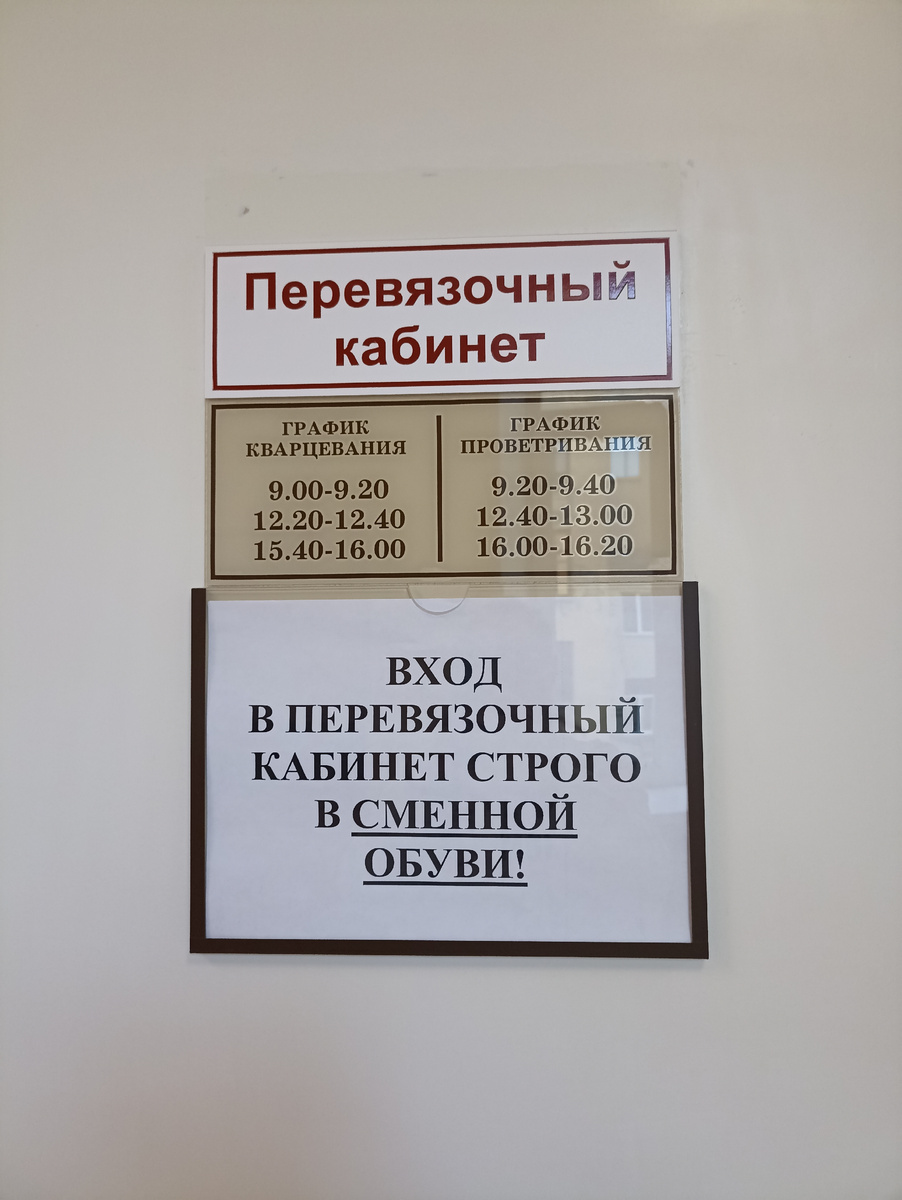 Перевязочный
кабинет
ГРАФИК
КВАРЦЕВАНИЯ
9.00-9.20
12.20-12.40
15.40-16.00
ГРАФИК
ПРОВЕТРИВАНИЯ
9.20-9.40
12.40-13.00
16.00-16.20
ВХОД
В ПЕРЕВЯЗОЧНЫЙ
КАБИНЕТ СТРОГО
В СМЕННОЙ
ОБУВИ!